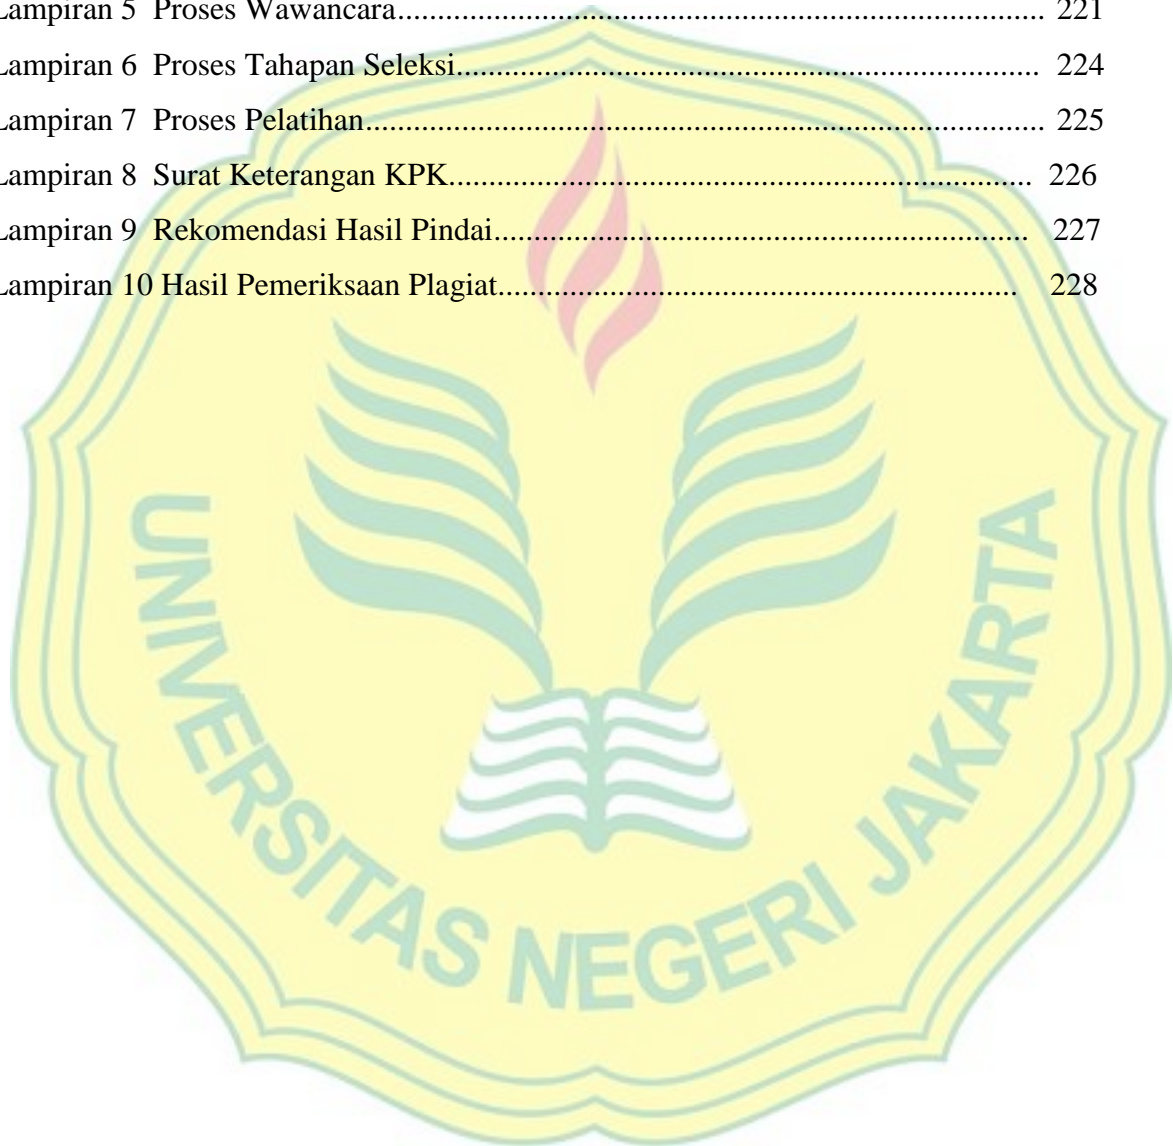 Lampiran 5 Proses Wawancara................................................................................ 221
Lampiran 6 Proses Tahapan Seleksi........................................................................ 224
Lampiran 7 Proses Pelatihan.................................................................................... 225
Lampiran 8 Surat Keterangan KPK........................................................................ 226
Lampiran 9 Rekomendasi Hasil Pindai.................................................................. 227
Lampiran 10 Hasil Pemeriksaan Plagiat................................................................ 228
UNIVERSITAS NEGERI JAKARTA